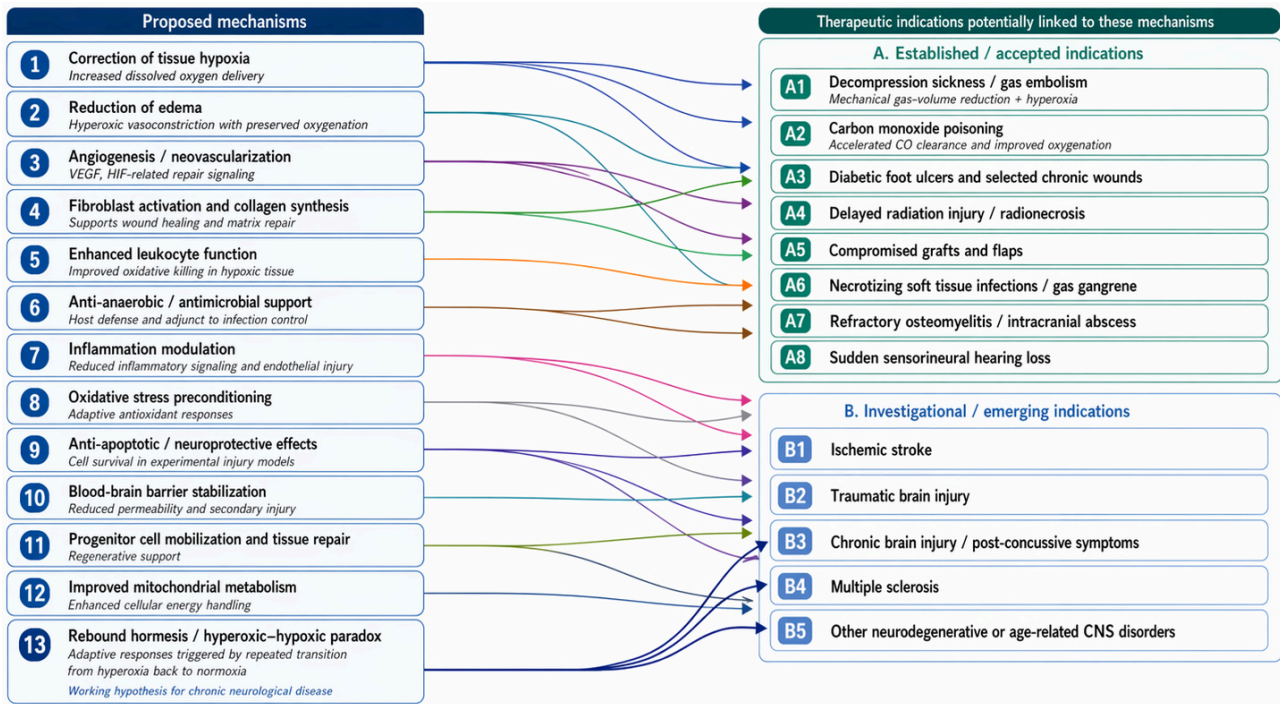 Proposed mechanisms
1
Correction of tissue hypoxia
Increased dissolved oxygen delivery
2
Reduction of edema
Hyperoxic vasoconstriction with preserved oxygenation
3
Angiogenesis / neovascularization
VEGF, HIF-related repair signaling
4
Fibroblast activation and collagen synthesis
Supports wound healing and matrix repair
5
Enhanced leukocyte function
Improved oxidative killing in hypoxic tissue
6
Anti-anaerobic / antimicrobial support
Host defense and adjunct to infection control
7
Inflammation modulation
Reduced inflammatory signaling and endothelial injury
8
Oxidative stress preconditioning
Adaptive antioxidant responses
9
Anti-apoptotic / neuroprotective effects
Cell survival in experimental injury models
10
Blood-brain barrier stabilization
Reduced permeability and secondary injury
11
Progenitor cell mobilization and tissue repair
Regenerative support
12
Improved mitochondrial metabolism
Enhanced cellular energy handling
13
Rebound hormesis / hyperoxic–hypoxic paradox
Adaptive responses triggered by repeated transition
from hyperoxia back to normoxia
Working hypothesis for chronic neurological disease
Therapeutic indications potentially linked to these mechanisms
A. Established / accepted indications
A1
Decompression sickness / gas embolism
Mechanical gas-volume reduction + hyperoxia
A2
Carbon monoxide poisoning
Accelerated CO clearance and improved oxygenation
A3
Diabetic foot ulcers and selected chronic wounds
A4
Delayed radiation injury / radionecrosis
A5
Compromised grafts and flaps
A6
Necrotizing soft tissue infections / gas gangrene
A7
Refractory osteomyelitis / intracranial abscess
A8
Sudden sensorineural hearing loss
B. Investigational / emerging indications
B1
Ischemic stroke
B2
Traumatic brain injury
B3
Chronic brain injury / post-concussive symptoms
B4
Multiple sclerosis
B5
Other neurodegenerative or age-related CNS disorders